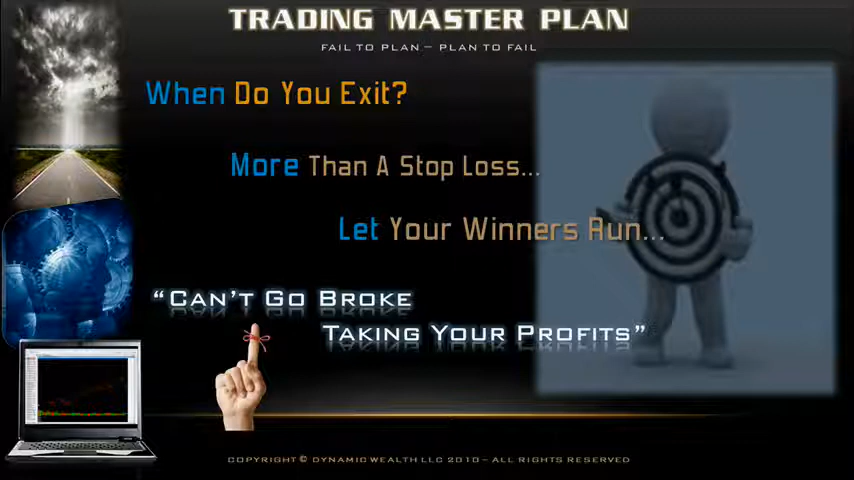 TRADING MASTER PLAN
FAIL TO PLAN – PLAN TO FAIL
When Do You Exit?
More Than A Stop Loss...
Let Your Winners Run...
“CAN'T GO BROKE
TAKING YOUR PROFITS”
COPYRIGHT © DYNAMIC WEALTH LLC 2010 – ALL RIGHTS RESERVED